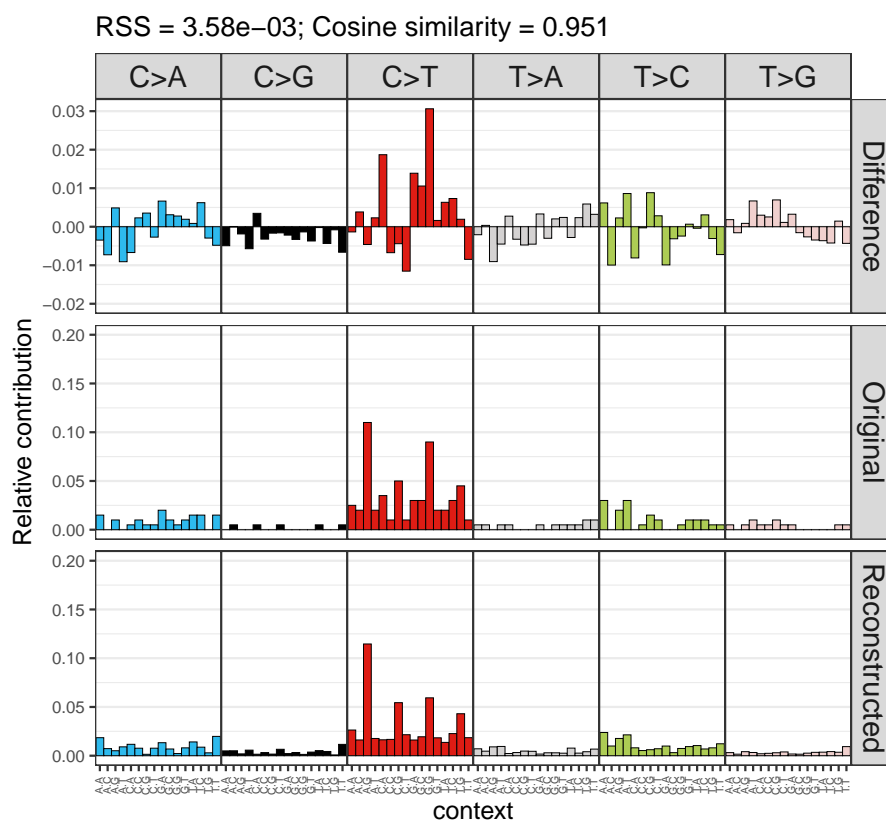 RSS = 3.58e−03; Cosine similarity = 0.951
C>A C>G C>T T>A T>C T>G
0.03
0.02
0.01
0.00
−0.01
−0.02
Difference
0.20
0.15
0.10
0.05
0.00
Original
0.20
0.15
0.10
0.05
0.00
Reconstructed
Relative contribution
A.A A.C A.G A.T C.A C.C C.G C.T G.A G.C G.G G.T T.A T.C T.G T.T A.A A.C A.G A.T C.A C.C C.G C.T G.A G.C G.G G.T T.A T.C T.G T.T A.A A.C A.G A.T C.A C.C C.G C.T G.A G.C G.G G.T T.A T.C T.G T.T A.A A.C A.G A.T C.A C.C C.G C.T G.A G.C G.G G.T T.A T.C T.G T.T A.A A.C A.G A.T C.A C.C C.G C.T G.A G.C G.G G.T T.A T.C T.G T.T A.A A.C A.G A.T C.A C.C C.G C.T G.A G.C G.G G.T T.A T.C T.G T.T
context